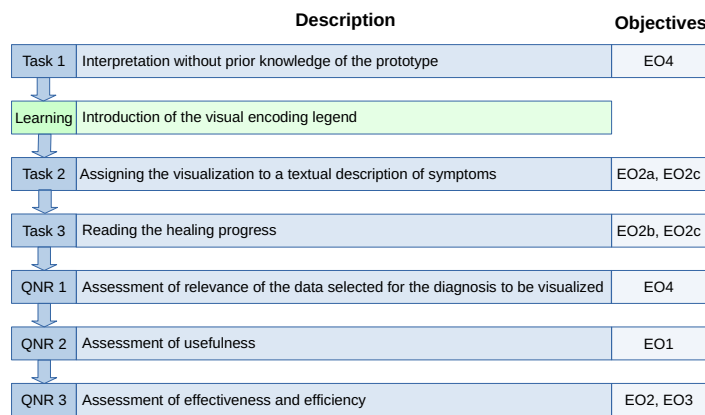 Description Objectives
Task 1 Interpretation without prior knowledge of the prototype EO4
Learning Introduction of the visual encoding legend
Task 2 Assigning the visualization to a textual description of symptoms EO2a, EO2c
Task 3 Reading the healing progress EO2b, EO2c
QNR 1 Assessment of relevance of the data selected for the diagnosis to be visualized EO4
QNR 2 Assessment of usefulness EO1
QNR 3 Assessment of effectiveness and efficiency EO2, EO3